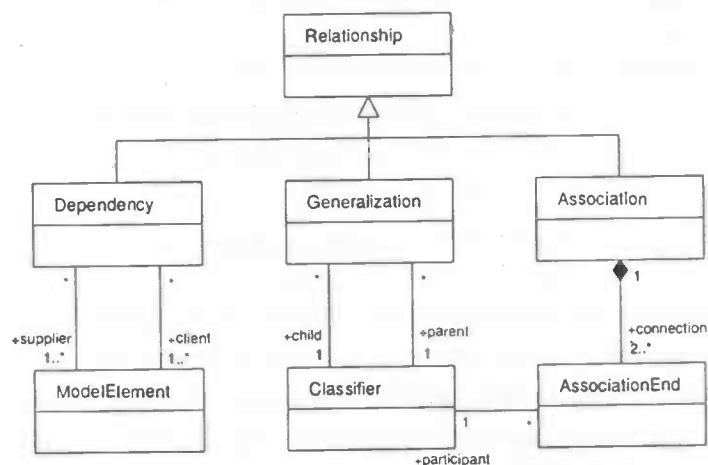 Relationship
Dependency
Generalization
Association
*
*
*
*
1
+supplier
+client
+child
+parent
+connection
1..*
1..*
1
1
2..*
ModelElement
Classifier
AssociationEnd
1
*
+participant